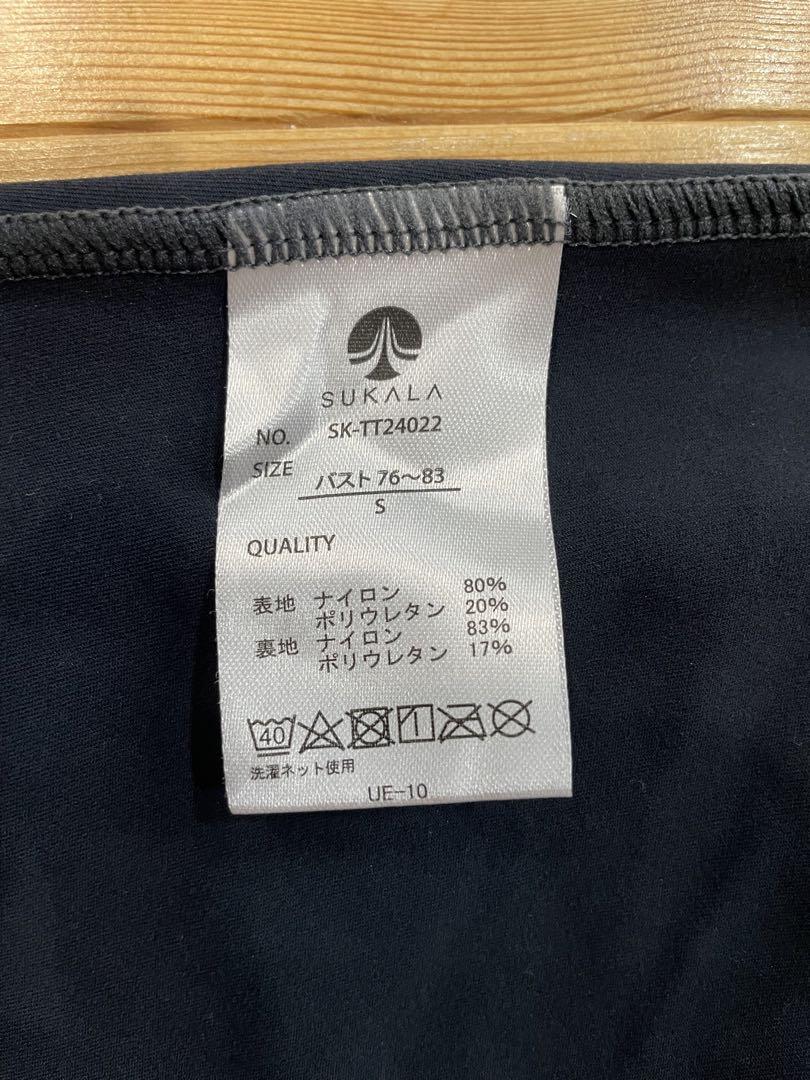 SUKALA
NO. SK-TT24022
SIZE バスト 76〜83
S
QUALITY
表地 ナイロン 80%
ポリウレタン 20%
裏地 ナイロン 83%
ポリウレタン 17%
40
洗濯ネット使用
UE-10